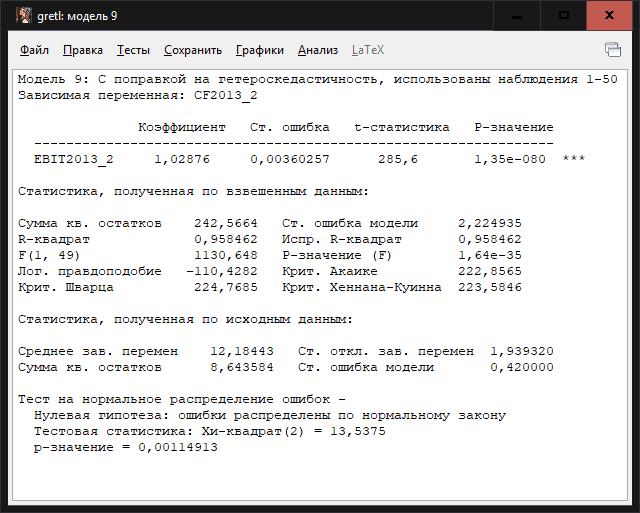 gretl: модель 9
Файл Правка Тесты Сохранить Графики Анализ LaTeX
Модель 9: С поправкой на гетероскедастичность, использованы наблюдения 1-50
Зависимая переменная: CF2013_2
Коэффициент Ст. ошибка t-статистика P-значение
EBIT2013_2 1,02876 0,00360257 285,6 1,35e-080 ***
Статистика, полученная по взвешенным данным:
Сумма кв. остатков 242,5664 Ст. ошибка модели 2,224935
R-квадрат 0,958462 Испр. R-квадрат 0,958462
F(1, 49) 1130,648 P-значение (F) 1,64e-35
Лог. правдоподобие -110,4282 Крит. Акаике 222,8565
Крит. Шварца 224,7685 Крит. Хеннана-Куинна 223,5846
Статистика, полученная по исходным данным:
Среднее зав. перемен 12,18443 Ст. откл. зав. перемен 1,939320
Сумма кв. остатков 8,643584 Ст. ошибка модели 0,420000
Тест на нормальное распределение ошибок -
Нулевая гипотеза: ошибки распределены по нормальному закону
Тестовая статистика: Хи-квадрат(2) = 13,5375
р-значение = 0,00114913